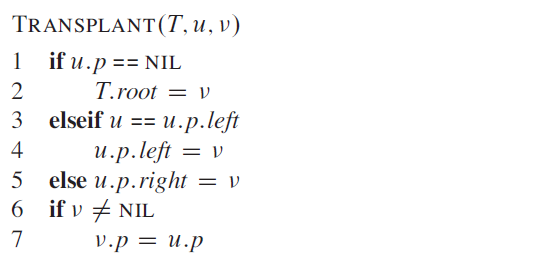 TRANSPLANT(T, u, v)
1 if u.p == NIL
2 T.root = v
3 elseif u == u.p.left
4 u.p.left = v
5 else u.p.right = v
6 if v ≠ NIL
7 v.p = u.p